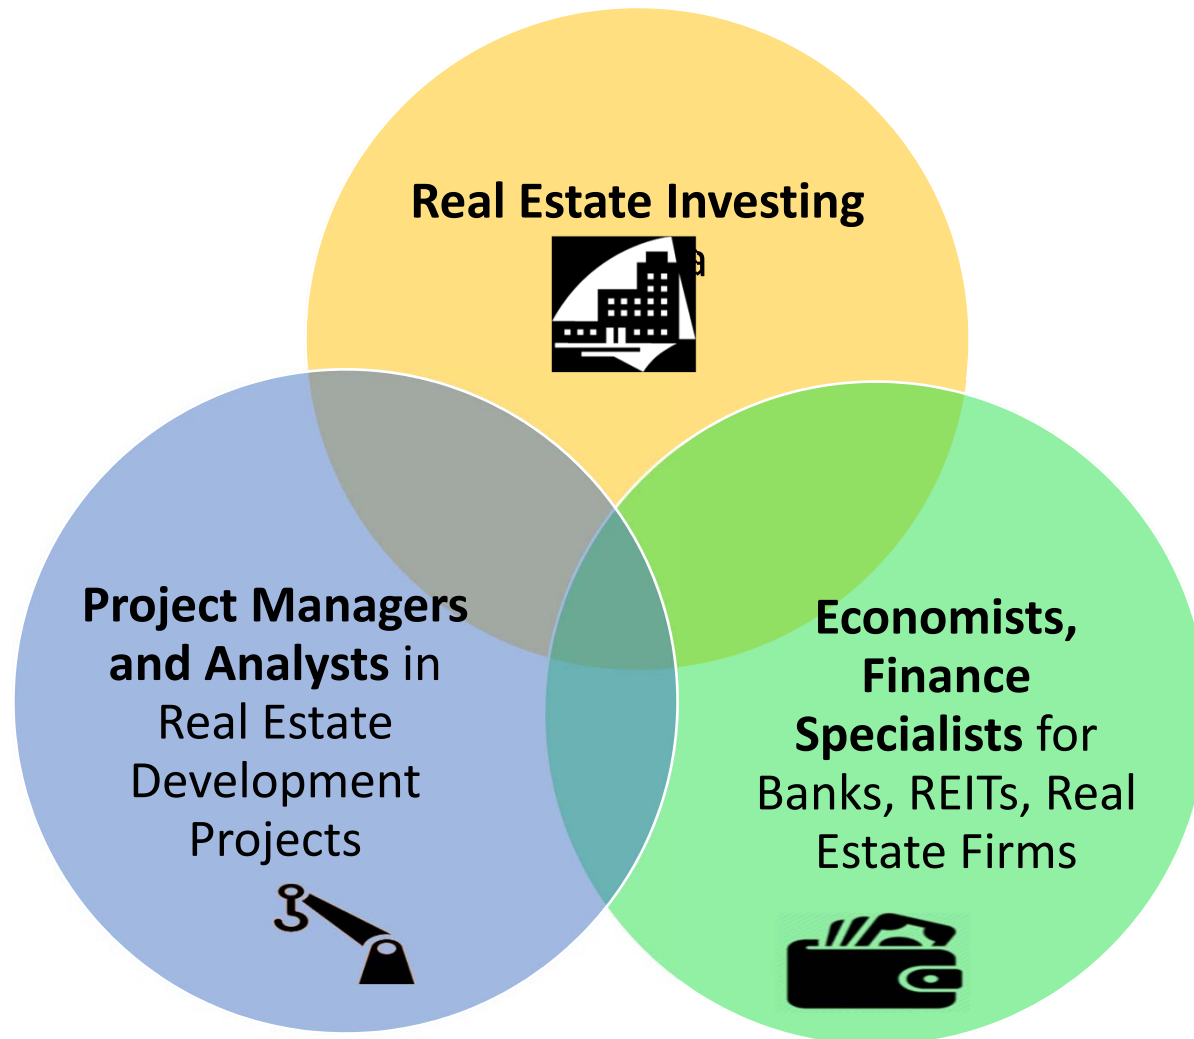 Real Estate Investing
Project Managers
and Analysts in
Real Estate
Development
Projects
Economists,
Finance
Specialists for
Banks, REITs, Real
Estate Firms